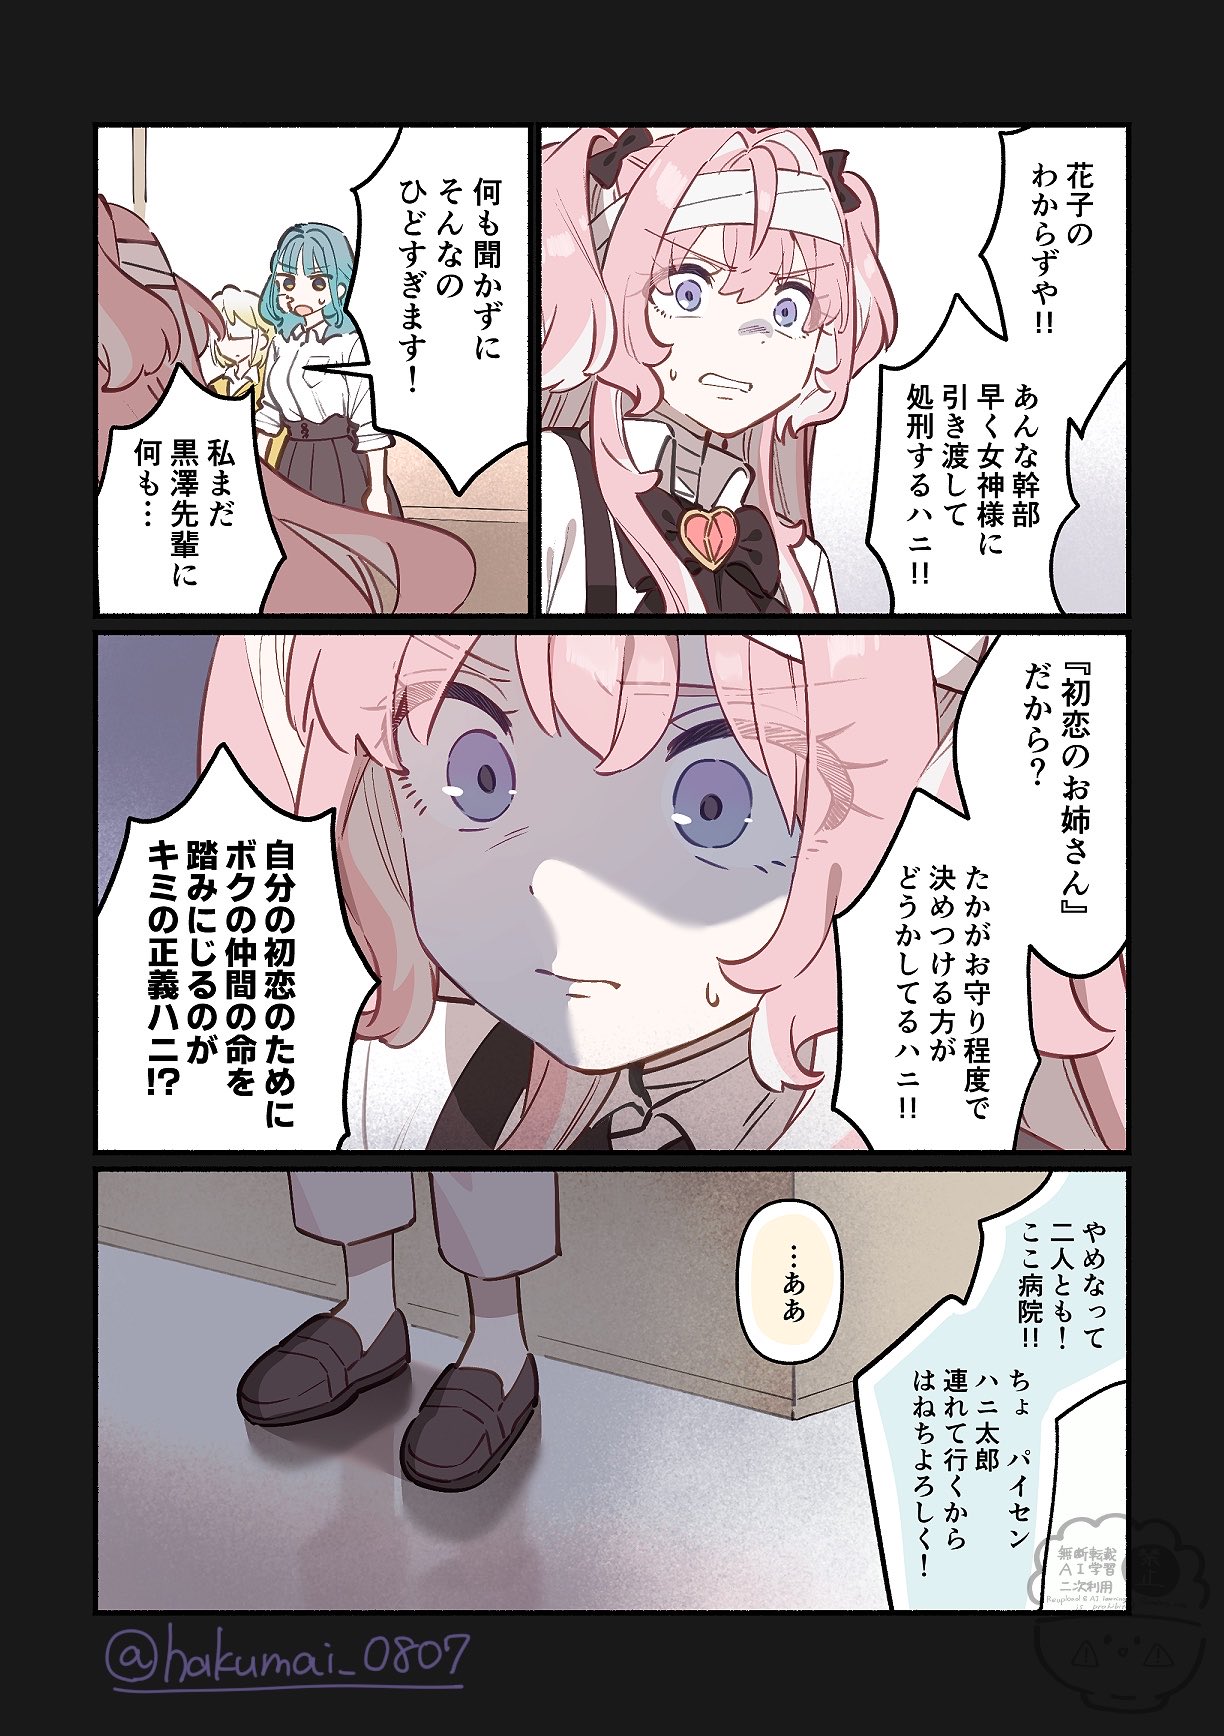 花子の
わからずや!!
あんな幹部
早く女神様に
引き渡して
処刑するハニ!!
何も聞かずに
そんなの
ひどすぎます!
私まだ
黒澤先輩に
何も…
『初恋のお姉さん』
だから?
たかがお守り程度で
決めつける方が
どうかしてるハニ!!
自分の初恋のために
ボクの仲間の命を
踏みにじるのが
キミの正義ハニ!?
やめなって
二人とも!
ここ病院!!
ちょ パイセン
ハニ太郎
連れて行くから
はねちよろしく!
…ああ
無断転載
AI学習
二次利用
禁止
@hakumai_0807